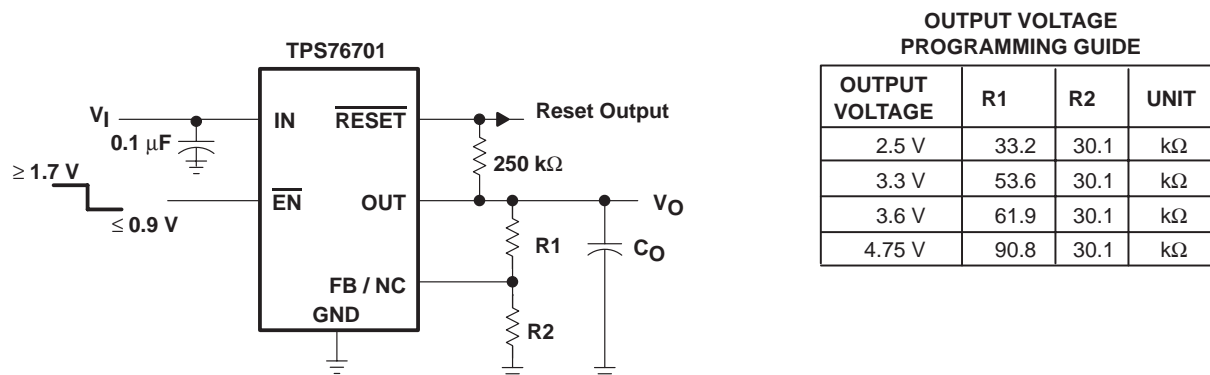 TPS76701
VI
0.1 μF
≥ 1.7 V
≤ 0.9 V
IN
RESET
EN
OUT
FB / NC
GND
Reset Output
250 kΩ
VO
R1
CO
R2
OUTPUT VOLTAGE
PROGRAMMING GUIDE
OUTPUT
VOLTAGE R1 R2 UNIT
2.5 V 33.2 30.1 kΩ
3.3 V 53.6 30.1 kΩ
3.6 V 61.9 30.1 kΩ
4.75 V 90.8 30.1 kΩ